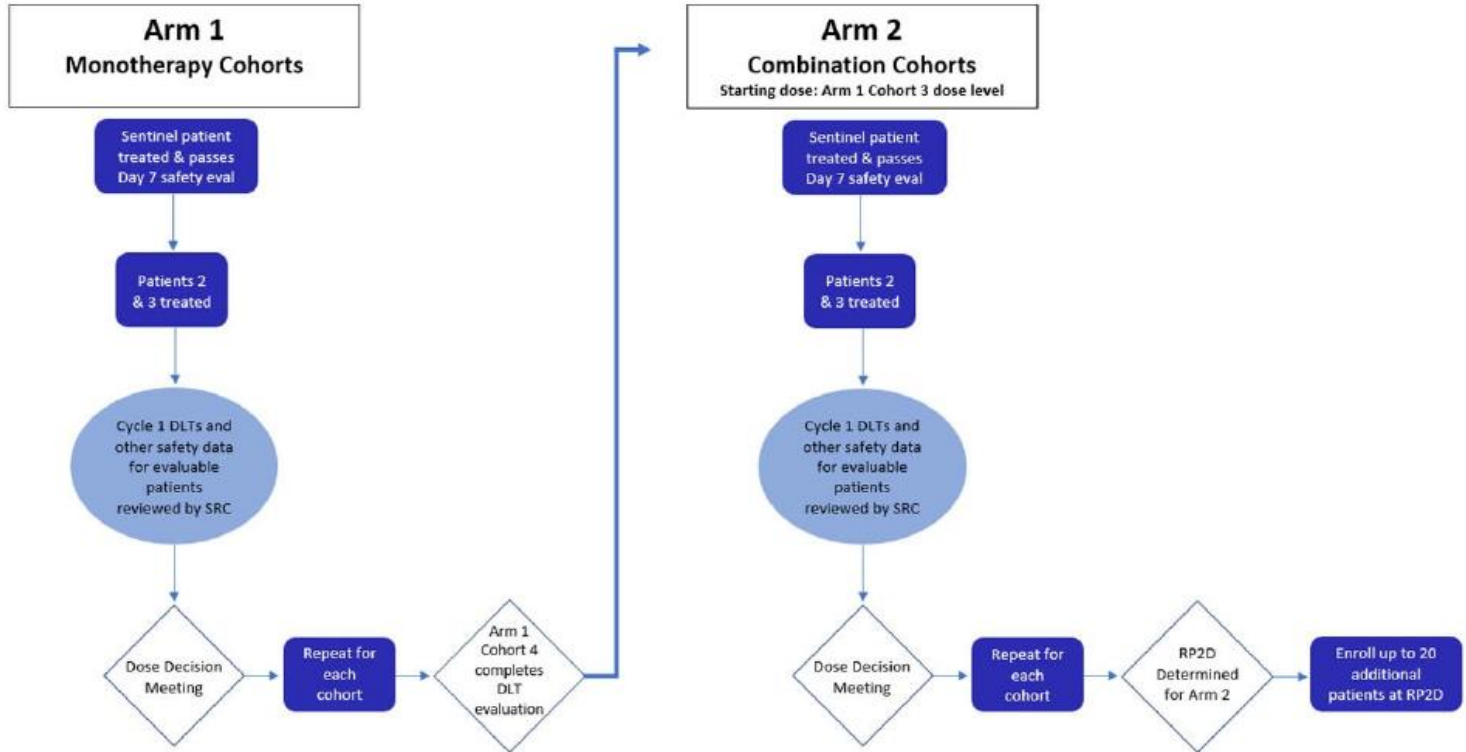 Arm 1
Monotherapy Cohorts
Sentinel patient
treated & passes
Day 7 safety eval
Patients 2
& 3 treated
Cycle 1 DLTs and
other safety data
for evaluable
patients
reviewed by SRC
Dose Decision
Meeting
Repeat for
each
cohort
Arm 1
Cohort 4
completes
DLT
evaluation
Arm 2
Combination Cohorts
Starting dose: Arm 1 Cohort 3 dose level
Sentinel patient
treated & passes
Day 7 safety eval
Patients 2
& 3 treated
Cycle 1 DLTs and
other safety data
for evaluable
patients
reviewed by SRC
Dose Decision
Meeting
Repeat for
each
cohort
RP2D
Determined
for Arm 2
Enroll up to 20
additional
patients at RP2D